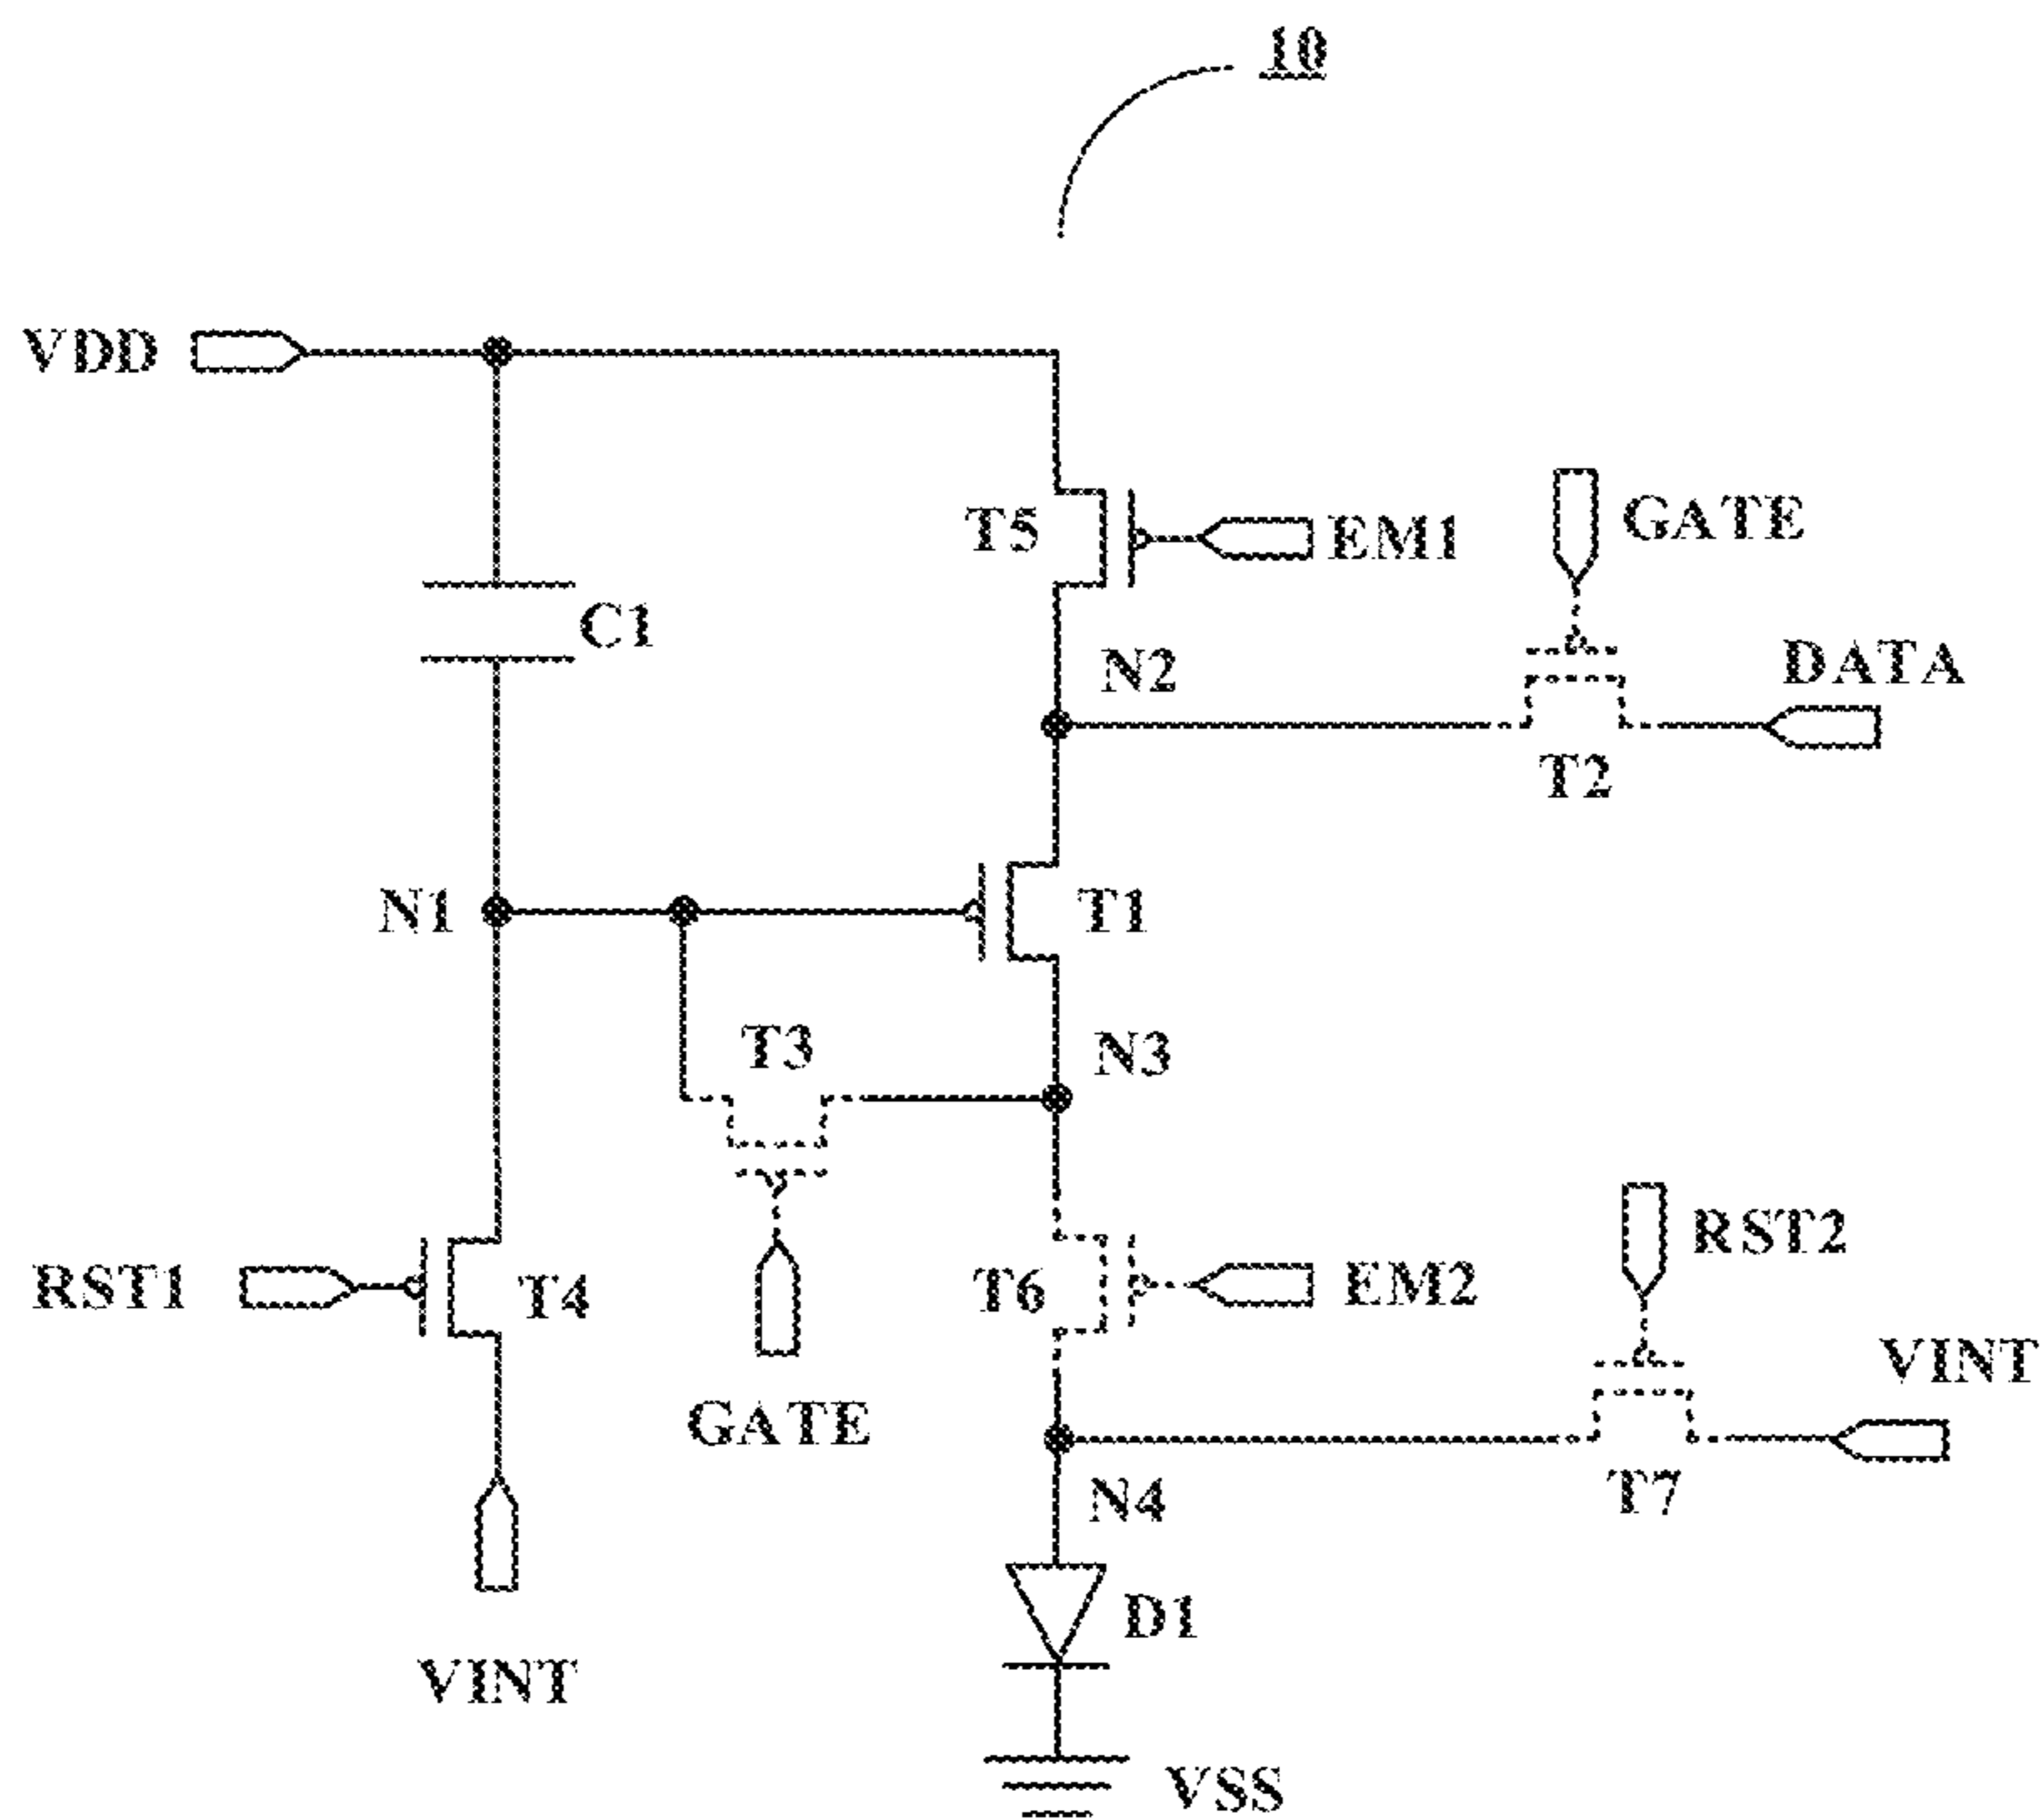 10
VDD
T5
EM1
GATE
C1
N2
DATA
T2
N1
T1
T3
N3
RST1
T4
T6
EM2
RST2
VINT
GATE
N4
T7
D1
VINT
VSS